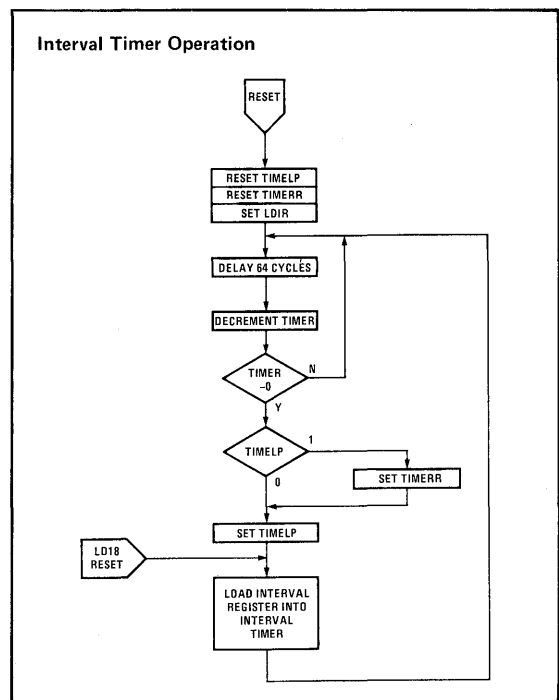 Interval Timer Operation
RESET
RESET TIMELP
RESET TIMERR
SET LDIR
DELAY 64 CYCLES
DECREMENT TIMER
TIMER
-0
N
Y
TIMELP
1
0
SET TIMERR
SET TIMELP
LD18
RESET
LOAD INTERVAL
REGISTER INTO
INTERVAL
TIMER